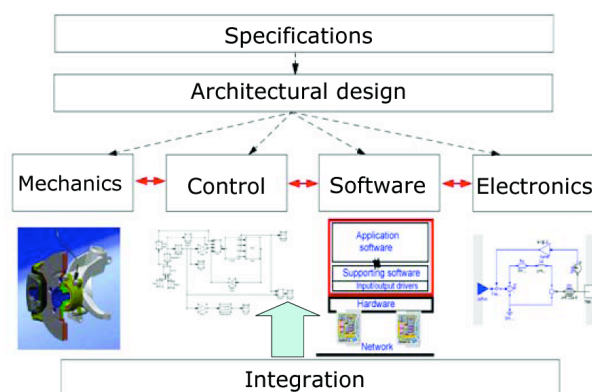 Specifications
Architectural design
Mechanics
Control
Software
Electronics
Application
software
Supporting software
Input/output drivers
Hardware
Network
Integration